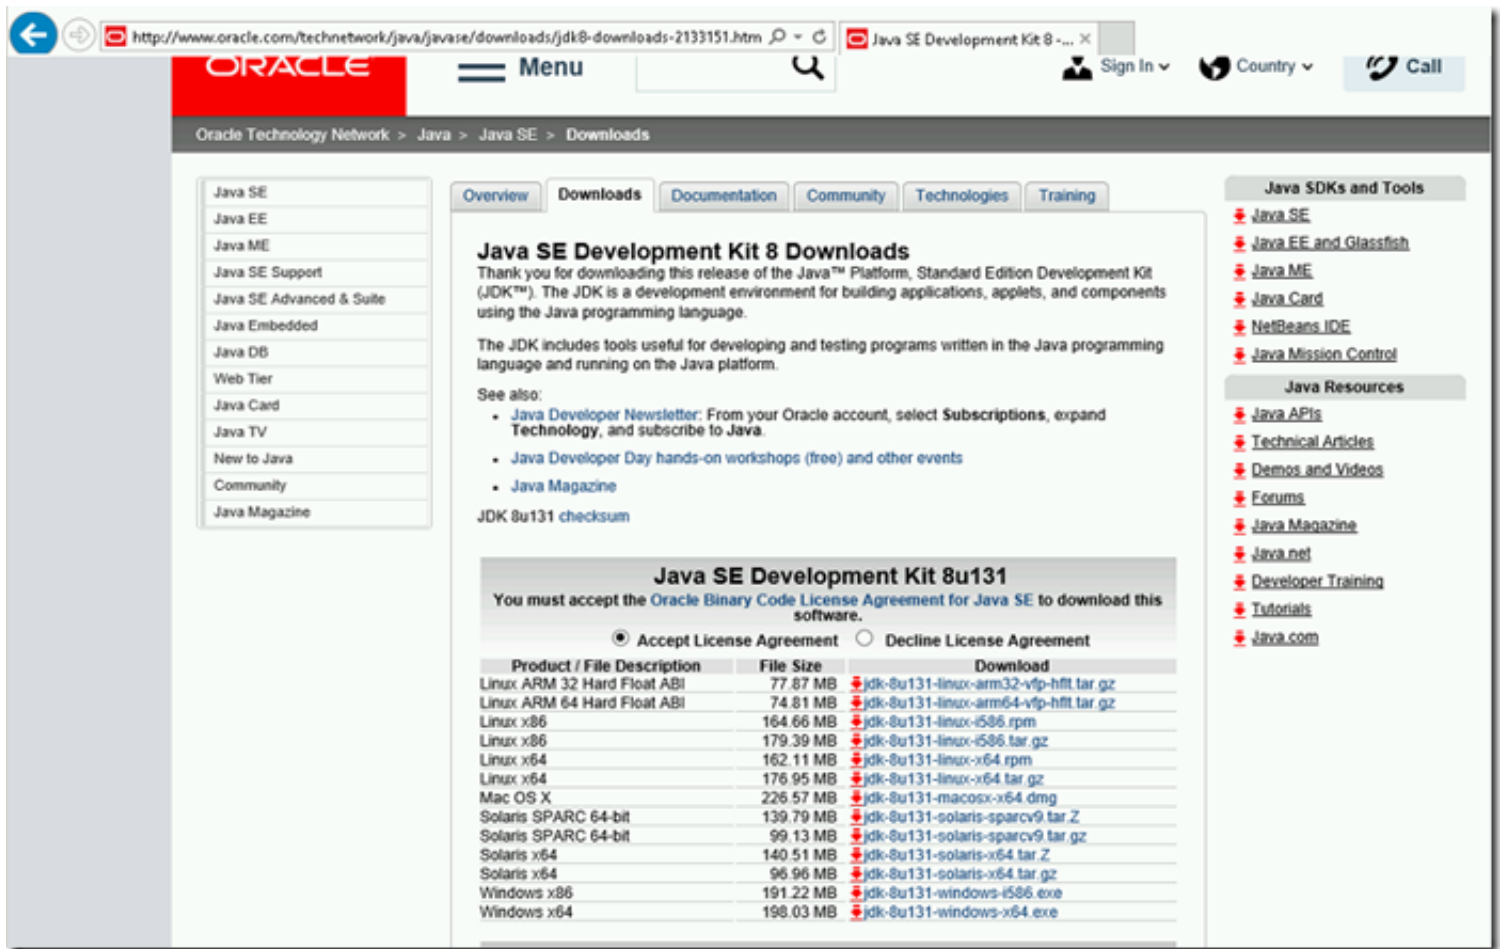 http://www.oracle.com/technetwork/java/javase/downloads/jdk8-downloads-2133151.htm
Java SE Development Kit 8 -...
ORACLE
Menu
Sign In
Country
Call
Oracle Technology Network > Java > Java SE > Downloads
Java SE
Java EE
Java ME
Java SE Support
Java SE Advanced & Suite
Java Embedded
Java DB
Web Tier
Java Card
Java TV
New to Java
Community
Java Magazine
Overview
Downloads
Documentation
Community
Technologies
Training
Java SE Development Kit 8 Downloads
Thank you for downloading this release of the Java™ Platform, Standard Edition Development Kit
(JDK™). The JDK is a development environment for building applications, applets, and components
using the Java programming language.
The JDK includes tools useful for developing and testing programs written in the Java programming
language and running on the Java platform.
See also:
• Java Developer Newsletter: From your Oracle account, select Subscriptions, expand
Technology, and subscribe to Java.
• Java Developer Day hands-on workshops (free) and other events
• Java Magazine
JDK 8u131 checksum
Java SE Development Kit 8u131
You must accept the Oracle Binary Code License Agreement for Java SE to download this
software.
Accept License Agreement Decline License Agreement
Product / File Description File Size Download
Linux ARM 32 Hard Float ABI 77.87 MB jdk-8u131-linux-arm32-vfp-hflt.tar.gz
Linux ARM 64 Hard Float ABI 74.81 MB jdk-8u131-linux-arm64-vfp-hflt.tar.gz
Linux x86 164.66 MB jdk-8u131-linux-i586.rpm
Linux x86 179.39 MB jdk-8u131-linux-i586.tar.gz
Linux x64 162.11 MB jdk-8u131-linux-x64.rpm
Linux x64 176.95 MB jdk-8u131-linux-x64.tar.gz
Mac OS X 226.57 MB jdk-8u131-macosx-x64.dmg
Solaris SPARC 64-bit 139.79 MB jdk-8u131-solaris-sparcv9.tar.Z
Solaris SPARC 64-bit 99.13 MB jdk-8u131-solaris-sparcv9.tar.gz
Solaris x64 140.51 MB jdk-8u131-solaris-x64.tar.Z
Solaris x64 96.96 MB jdk-8u131-solaris-x64.tar.gz
Windows x86 191.22 MB jdk-8u131-windows-i586.exe
Windows x64 198.03 MB jdk-8u131-windows-x64.exe
Java SDKs and Tools
Java SE
Java EE and Glassfish
Java ME
Java Card
NetBeans IDE
Java Mission Control
Java Resources
Java APIs
Technical Articles
Demos and Videos
Forums
Java Magazine
Java.net
Developer Training
Tutorials
Java.com